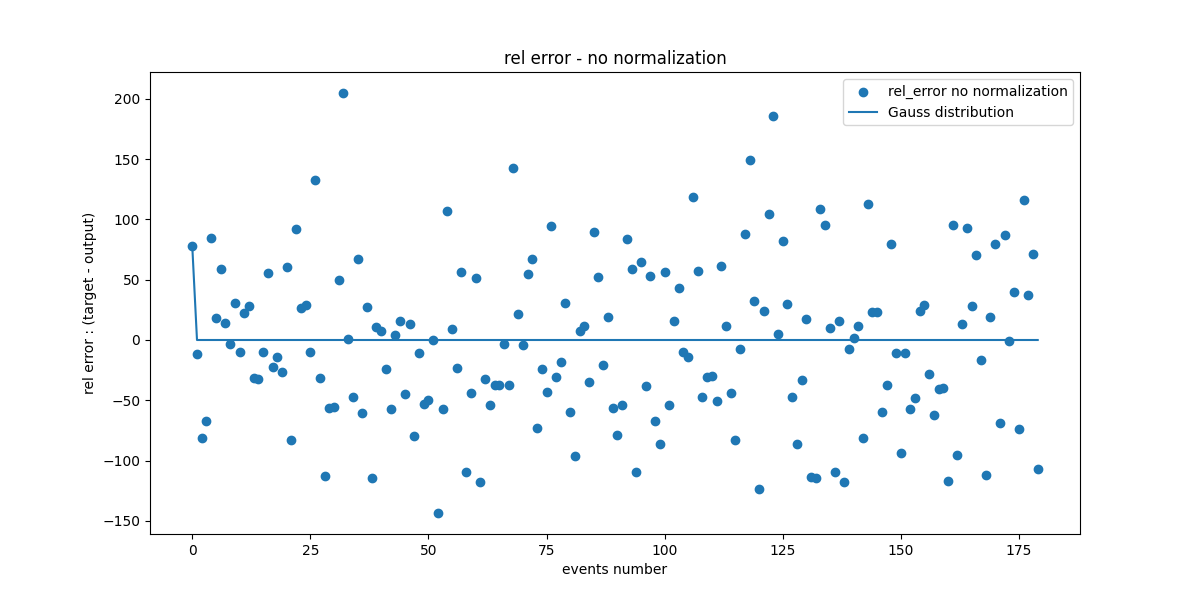 rel error - no normalization
rel_error no normalization
Gauss distribution
rel error : (target - output)
200
150
100
50
0
−50
−100
−150
0 25 50 75 100 125 150 175
events number